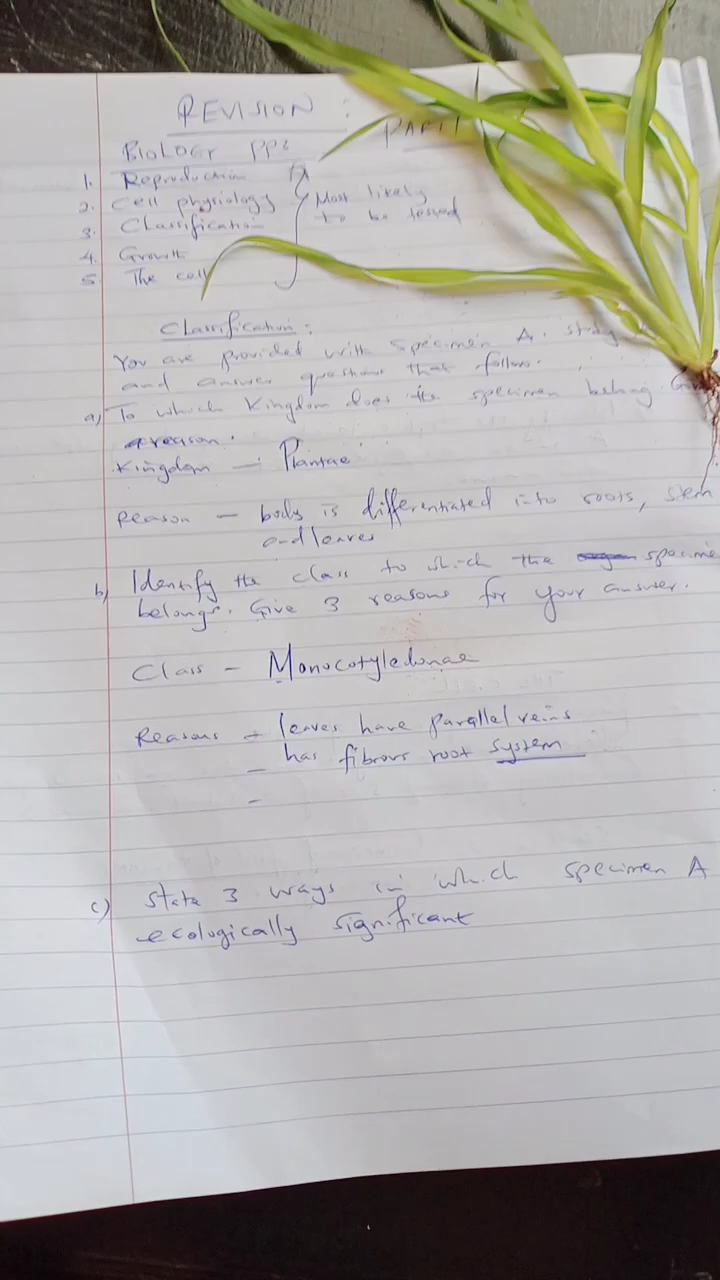 REVISION :
PART 1
BIOLOGY PP2
1. Reproduction
2. Cell physiology
3. Classification
4. Growth
5. The cell
Most likely
to be tested
Classification:
You are provided with specimen A. study
and answer questions that follow.
a) To which Kingdom does the specimen belong. Give
a reason.
Kingdom – Plantae
Reason – body is differentiated into roots, stem
and leaves
b) Identify the class to which the specime
belongs. Give 3 reasons for your answer.
Class – Monocotyledonae
Reasons – leaves have parallel veins
– has fibrous root system
–
c) State 3 ways in which specimen A
ecologically significant